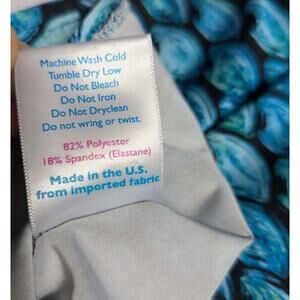 Machine Wash Cold
Tumble Dry Low
Do Not Bleach
Do Not Iron
Do Not Dryclean
Do not wring or twist.
82% Polyester
18% Spandex (Elastane)
Made in the U.S.
from imported fabric